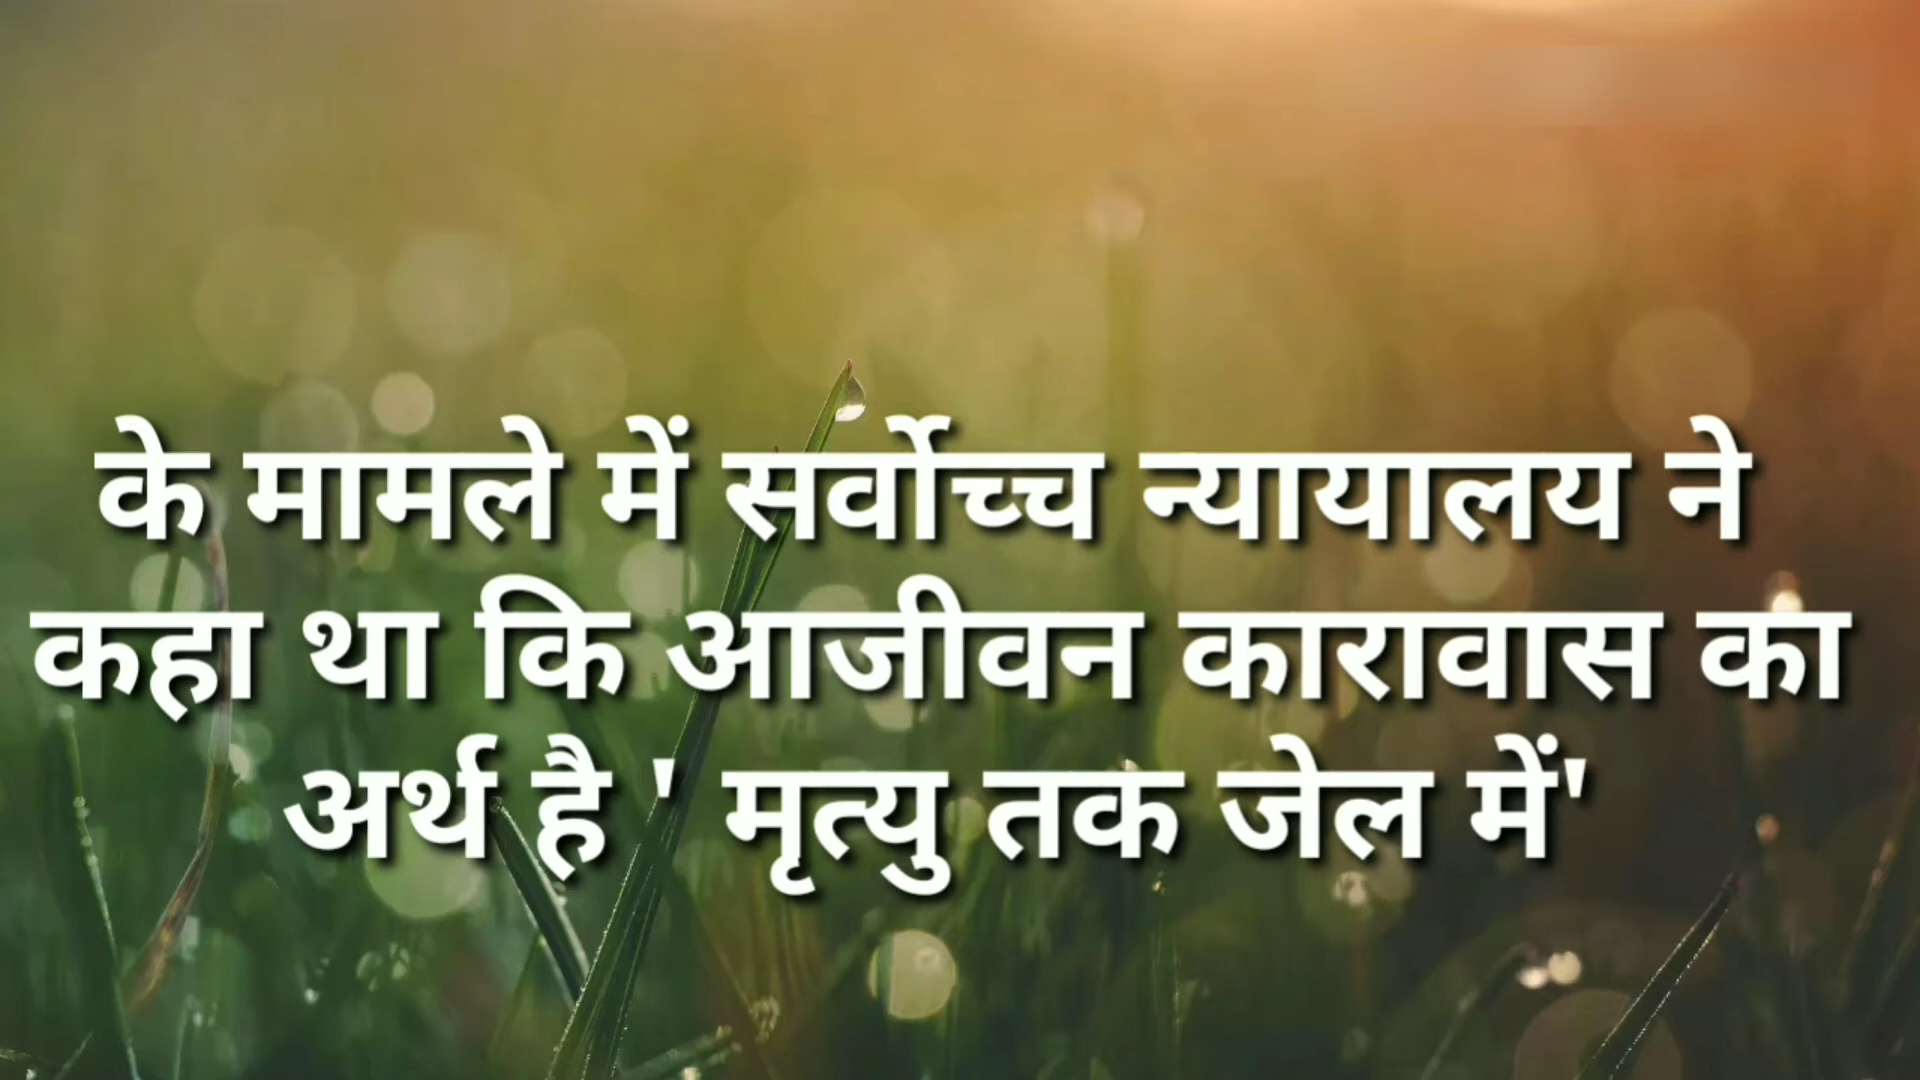 के मामले में सर्वोच्च न्यायालय ने
कहा था कि आजीवन कारावास का
अर्थ है ' मृत्यु तक जेल में'